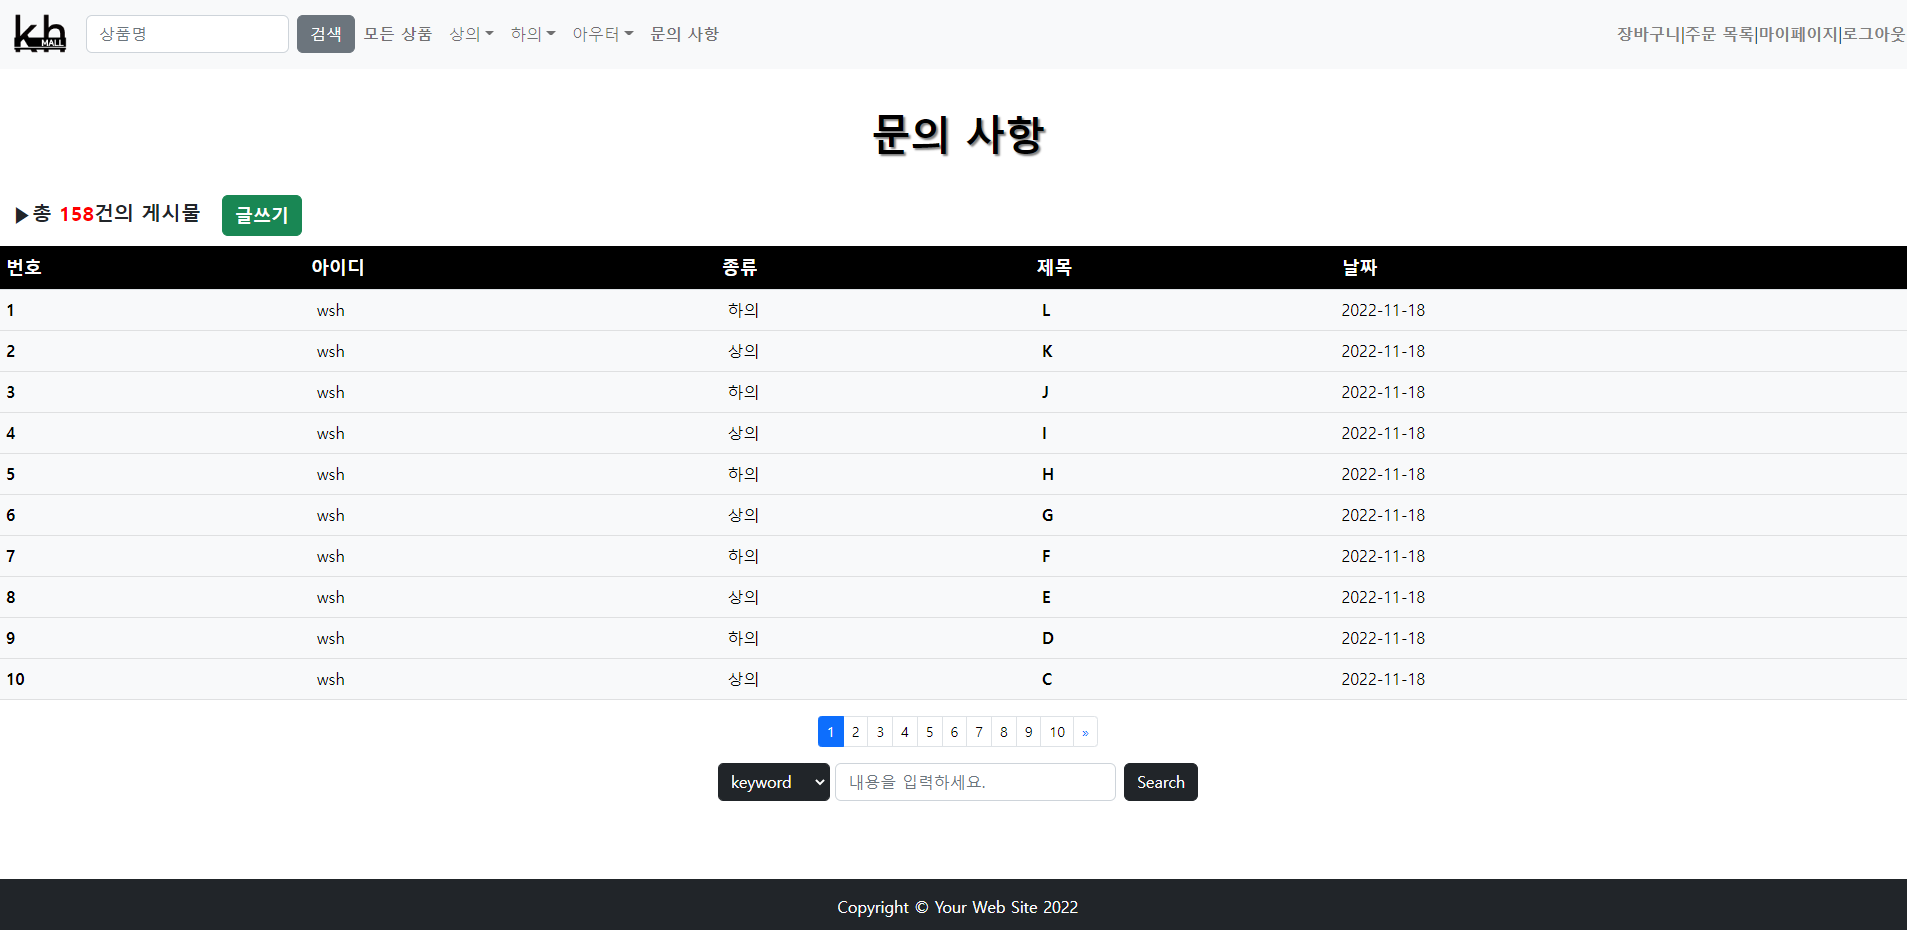 kh MALL 상품명 검색 모든 상품 상의 하의 아우터 문의 사항 장바구니|주문 목록|마이페이지|로그아웃
문의 사항
▶총 158건의 게시물 글쓰기
번호 아이디 종류 제목 날짜
1 wsh 하의 L 2022-11-18
2 wsh 상의 K 2022-11-18
3 wsh 하의 J 2022-11-18
4 wsh 상의 I 2022-11-18
5 wsh 하의 H 2022-11-18
6 wsh 상의 G 2022-11-18
7 wsh 하의 F 2022-11-18
8 wsh 상의 E 2022-11-18
9 wsh 하의 D 2022-11-18
10 wsh 상의 C 2022-11-18
1 2 3 4 5 6 7 8 9 10 »
keyword 내용을 입력하세요. Search
Copyright © Your Web Site 2022